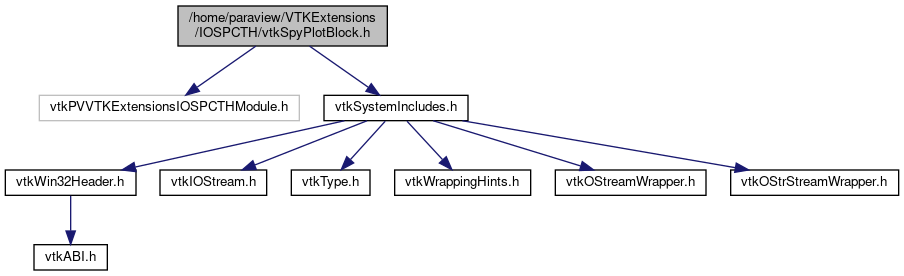 /home/paraview/VTKExtensions
/IOSPCTH/vtkSpyPlotBlock.h
vtkPVVTKExtensionsIOSPCTHModule.h
vtkSystemIncludes.h
vtkWin32Header.h
vtkIOStream.h
vtkType.h
vtkWrappingHints.h
vtkOStreamWrapper.h
vtkOStrStreamWrapper.h
vtkABI.h